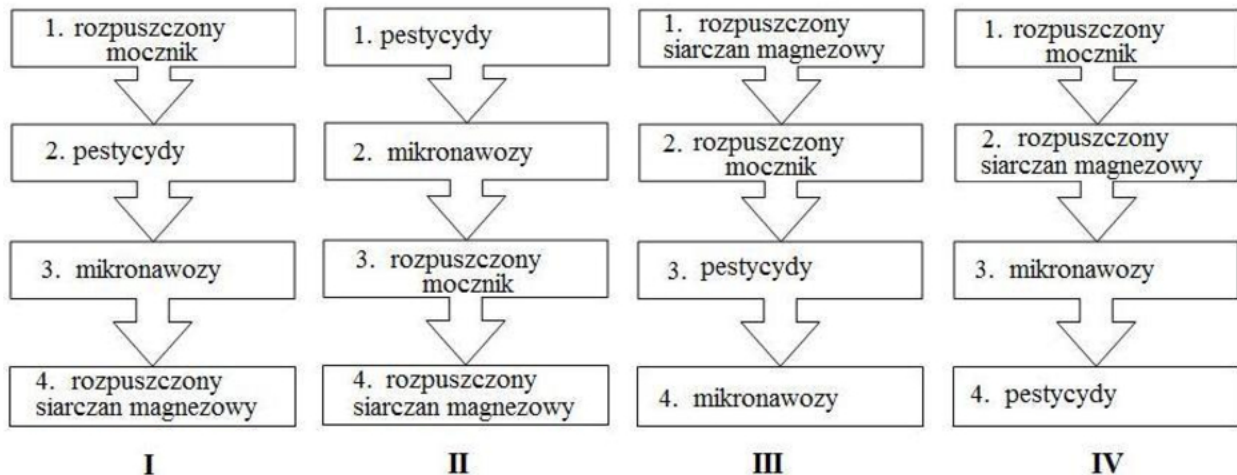 1. rozpuszczony
mocznik
2. pestycydy
3. mikronawozy
4. rozpuszczony
siarczan magnezowy
I
1. pestycydy
2. mikronawozy
3. rozpuszczony
mocznik
4. rozpuszczony
siarczan magnezowy
II
1. rozpuszczony
siarczan magnezowy
2. rozpuszczony
mocznik
3. pestycydy
4. mikronawozy
III
1. rozpuszczony
mocznik
2. rozpuszczony
siarczan magnezowy
3. mikronawozy
4. pestycydy
IV